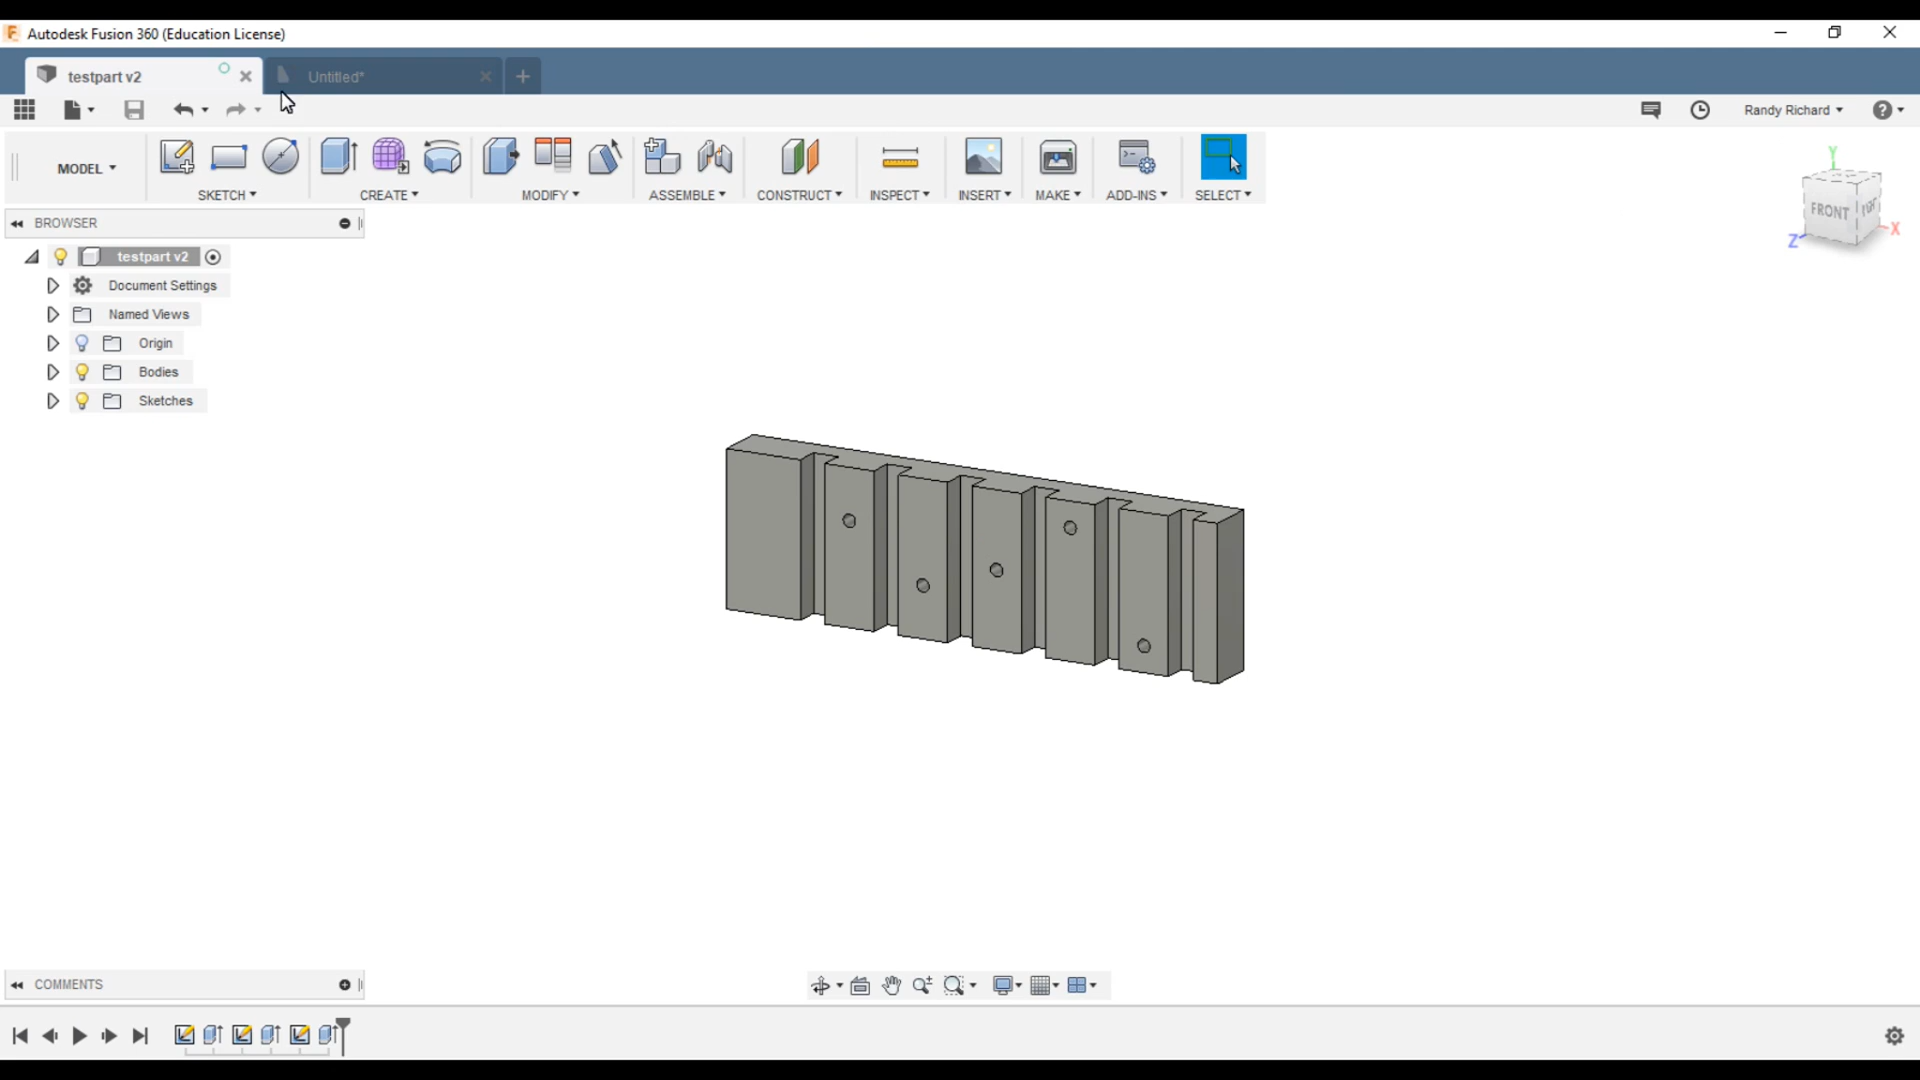 Autodesk Fusion 360 (Education License)
testpart v2
Untitled*
Randy Richard
MODEL
SKETCH
CREATE
MODIFY
ASSEMBLE
CONSTRUCT
INSPECT
INSERT
MAKE
ADD-INS
SELECT
Y
FRONT
RIGHT
Z
X
BROWSER
testpart v2
Document Settings
Named Views
Origin
Bodies
Sketches
COMMENTS